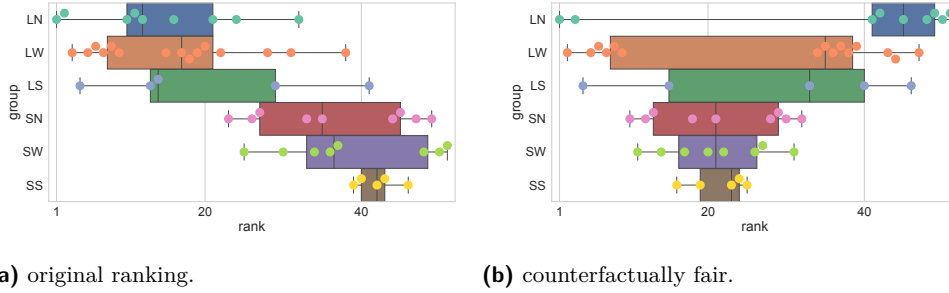 LN
LW
LS
SN
SW
SS
group
1 20 40
rank
LN
LW
LS
SN
SW
SS
group
1 20 40
rank
a) original ranking.
(b) counterfactually fair.